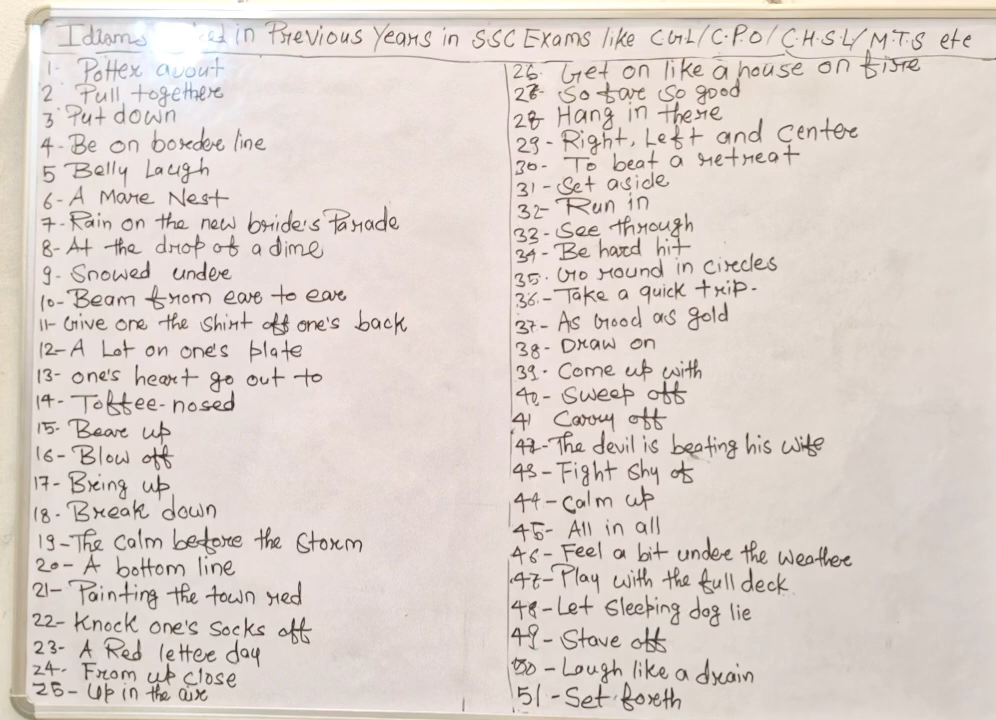 Idioms in Previous Years in SSC Exams like CGL/C.P.O/C.H.S.L/M.T.S etc
1- Potter about
2 Pull together
3 Put down
4- Be on border line
5 Belly Laugh
6- A Mare Nest
7- Rain on the new bride's Parade
8- At the drop of a dime
9- Snowed under
10- Beam from ear to ear
11- Give one the shirt off one's back
12- A Lot on one's plate
13- one's heart go out to
14- Toffee-nosed
15- Bear up
16- Blow off
17- Bring up
18- Break down
19- The calm before the storm
20- A bottom line
21- Painting the town red
22- Knock one's socks off
23- A Red letter day
24- From up close
25- Up in the air
26- Get on like a house on fire
27- So far so good
28 Hang in there
29- Right, Left and center
30- To beat a retreat
31- Set aside
32- Run in
33- See through
34- Be hard hit
35- Go round in circles
36- Take a quick trip.
37- As Good as gold
38- Draw on
39. Come up with
40- Sweep off
41 Carry off
42- The devil is beating his wife
43- Fight shy of
44- Calm up
45- All in all
46- Feel a bit under the weather
47- Play with the full deck
48- Let Sleeping dog lie
49- Stave off
50- Laugh like a drain
51- Set forth